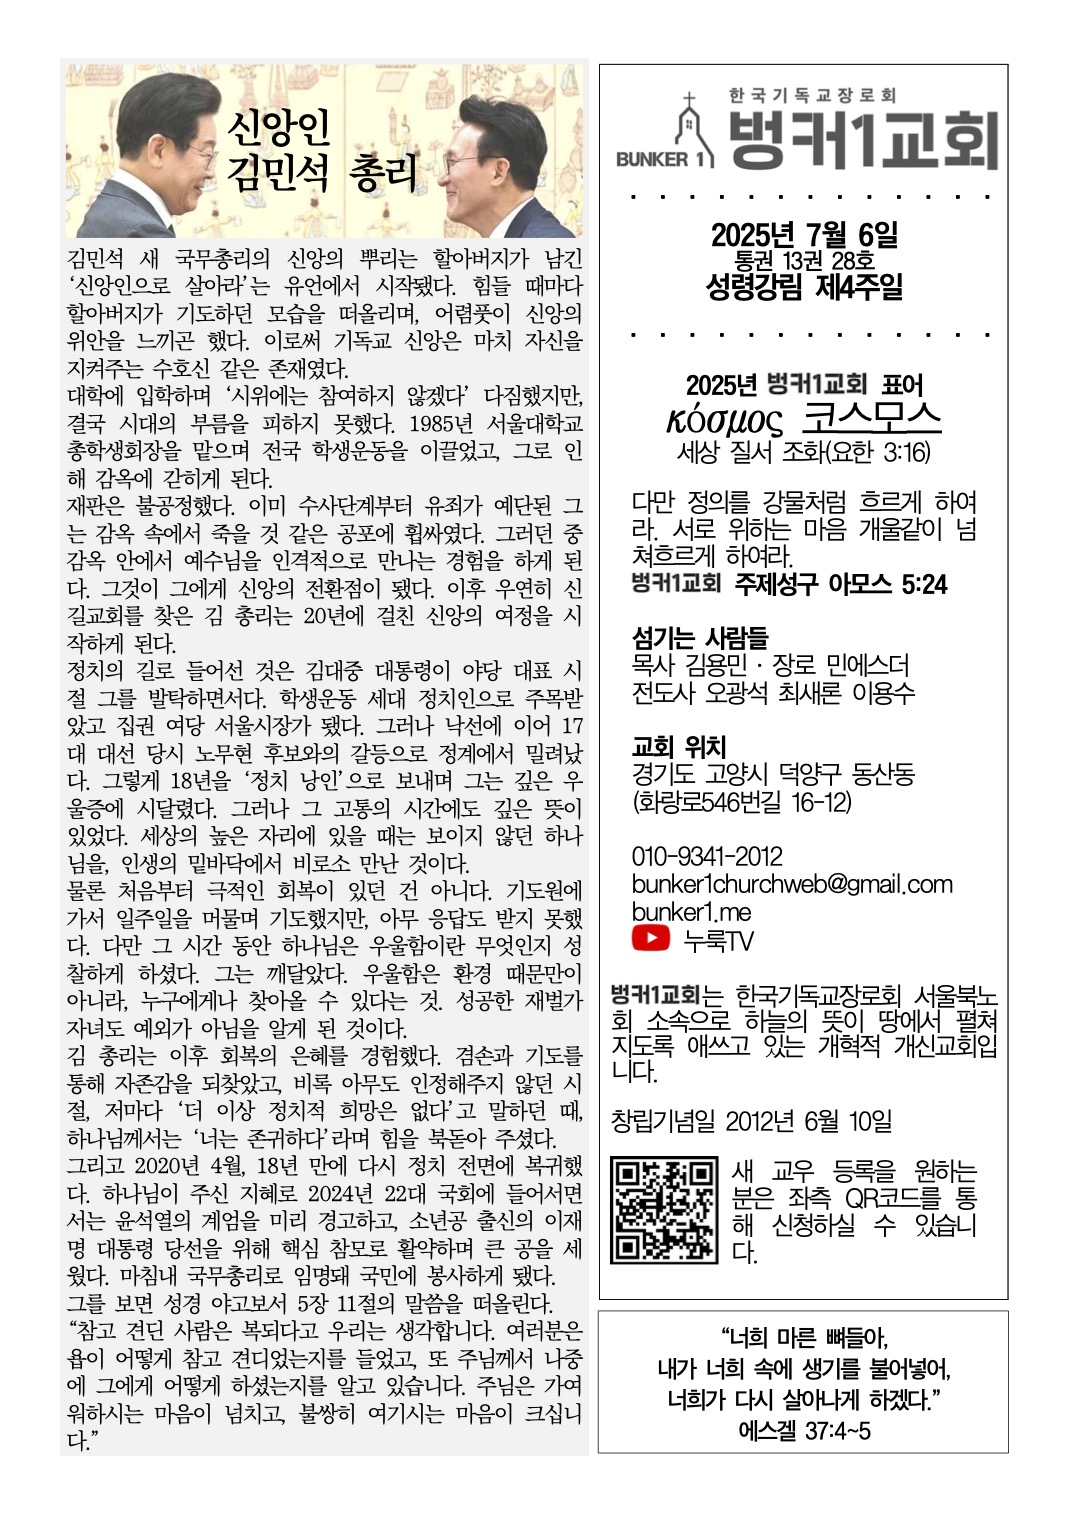 신앙인
김민석 총리
김민석 새 국무총리의 신앙의 뿌리는 할아버지가 남긴
‘신앙인으로 살아라’는 유언에서 시작됐다. 힘들 때마다
할아버지가 기도하던 모습을 떠올리며, 어렴풋이 신앙의
위안을 느끼곤 했다. 이로써 기독교 신앙은 마치 자신을
지켜주는 수호신 같은 존재였다.
대학에 입학하며 ‘시위에는 참여하지 않겠다’ 다짐했지만,
결국 시대의 부름을 피하지 못했다. 1985년 서울대학교
총학생회장을 맡으며 전국 학생운동을 이끌었고, 그로 인
해 감옥에 갇히게 된다.
재판은 불공정했다. 이미 수사단계부터 유죄가 예단된 그
는 감옥 속에서 죽을 것 같은 공포에 휩싸였다. 그러던 중
감옥 안에서 예수님을 인격적으로 만나는 경험을 하게 된
다. 그것이 그에게 신앙의 전환점이 됐다. 이후 우연히 신
길교회를 찾은 김 총리는 20년에 걸친 신앙의 여정을 시
작하게 된다.
정치의 길로 들어선 것은 김대중 대통령이 야당 대표 시
절 그를 발탁하면서다. 학생운동 세대 정치인으로 주목받
았고 집권 여당 서울시장가 됐다. 그러나 낙선에 이어 17
대 대선 당시 노무현 후보와의 갈등으로 정계에서 밀려났
다. 그렇게 18년을 ‘정치 낭인’으로 보내며 그는 깊은 우
울증에 시달렸다. 그러나 그 고통의 시간에도 깊은 뜻이
있었다. 세상의 높은 자리에 있을 때는 보이지 않던 하나
님을, 인생의 밑바닥에서 비로소 만난 것이다.
물론 처음부터 극적인 회복이 있던 건 아니다. 기도원에
가서 일주일을 머물며 기도했지만, 아무 응답도 받지 못했
다. 다만 그 시간 동안 하나님은 우울함이란 무엇인지 성
찰하게 하셨다. 그는 깨달았다. 우울함은 환경 때문만이
아니라, 누구에게나 찾아올 수 있다는 것. 성공한 재벌가
자녀도 예외가 아님을 알게 된 것이다.
김 총리는 이후 회복의 은혜를 경험했다. 겸손과 기도를
통해 자존감을 되찾았고, 비록 아무도 인정해주지 않던 시
절, 저마다 ‘더 이상 정치적 희망은 없다’고 말하던 때,
하나님께서는 ‘너는 존귀하다’라며 힘을 북돋아 주셨다.
그리고 2020년 4월, 18년 만에 다시 정치 전면에 복귀했
다. 하나님이 주신 지혜로 2024년 22대 국회에 들어서면
서는 윤석열의 계엄을 미리 경고하고, 소년공 출신의 이재
명 대통령 당선을 위해 핵심 참모로 활약하며 큰 공을 세
웠다. 마침내 국무총리로 임명돼 국민에 봉사하게 됐다.
그를 보면 성경 야고보서 5장 11절의 말씀을 떠올린다.
“참고 견딘 사람은 복되다고 우리는 생각합니다. 여러분은
욥이 어떻게 참고 견디었는지를 들었고, 또 주님께서 나중
에 그에게 어떻게 하셨는지를 알고 있습니다. 주님은 가여
워하시는 마음이 넘치고, 불쌍히 여기시는 마음이 크십니
다.”
한국기독교장로회
BUNKER 1 벙커1교회
2025년 7월 6일
통권 13권 28호
성령강림 제4주일
2025년 벙커1교회 표어
κόσμος 코스모스
세상 질서 조화(요한 3:16)
다만 정의를 강물처럼 흐르게 하여
라. 서로 위하는 마음 개울같이 넘
쳐흐르게 하여라.
벙커1교회 주제성구 아모스 5:24
섬기는 사람들
목사 김용민 · 장로 민에스더
전도사 오광석 최새론 이용수
교회 위치
경기도 고양시 덕양구 동산동
(화랑로546번길 16-12)
010-9341-2012
bunker1churchweb@gmail.com
bunker1.me
누룩TV
벙커1교회는 한국기독교장로회 서울북노
회 소속으로 하늘의 뜻이 땅에서 펼쳐
지도록 애쓰고 있는 개혁적 개신교회입
니다.
창립기념일 2012년 6월 10일
새 교우 등록을 원하는
분은 좌측 QR코드를 통
해 신청하실 수 있습니
다.
“너희 마른 뼈들아,
내가 너희 속에 생기를 불어넣어,
너희가 다시 살아나게 하겠다.”
에스겔 37:4~5